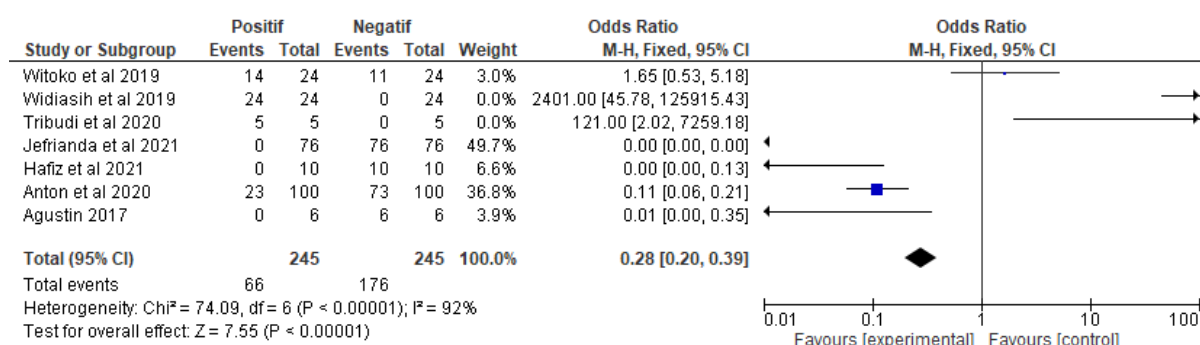 Positif Negatif Odds Ratio Odds Ratio
Study or Subgroup Events Total Events Total Weight M-H, Fixed, 95% CI M-H, Fixed, 95% CI
Witoko et al 2019 14 24 11 24 3.0% 1.65 [0.53, 5.18]
Widiasih et al 2019 24 24 0 24 0.0% 2401.00 [45.78, 125915.43]
Tribudi et al 2020 5 5 0 5 0.0% 121.00 [2.02, 7259.18]
Jefrianda et al 2021 0 76 76 76 49.7% 0.00 [0.00, 0.00]
Hafiz et al 2021 0 10 10 10 6.6% 0.00 [0.00, 0.13]
Anton et al 2020 23 100 73 100 36.8% 0.11 [0.06, 0.21]
Agustin 2017 0 6 6 6 3.9% 0.01 [0.00, 0.35]
Total (95% CI) 245 245 100.0% 0.28 [0.20, 0.39]
Total events 66 176
Heterogeneity: Chi² = 74.09, df = 6 (P < 0.00001); I² = 92%
Test for overall effect: Z = 7.55 (P < 0.00001)
0.01 0.1 1 10 100
Favours [experimental] Favours [control]